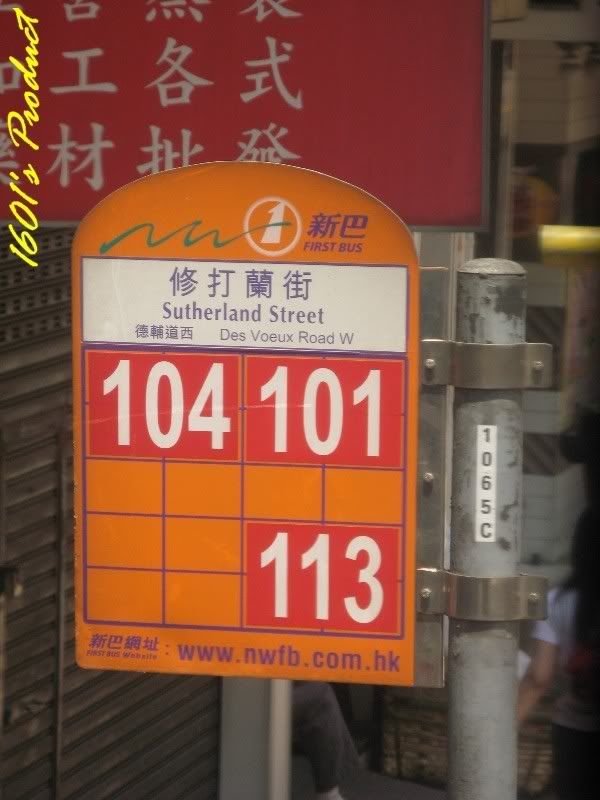 1601's Product
工各式
材批發
1 新巴
FIRST BUS
修打蘭街
Sutherland Street
德輔道西 Des Voeux Road W
104 101
113
1065C
新巴網址 : www.nwfb.com.hk
FIRST BUS Website